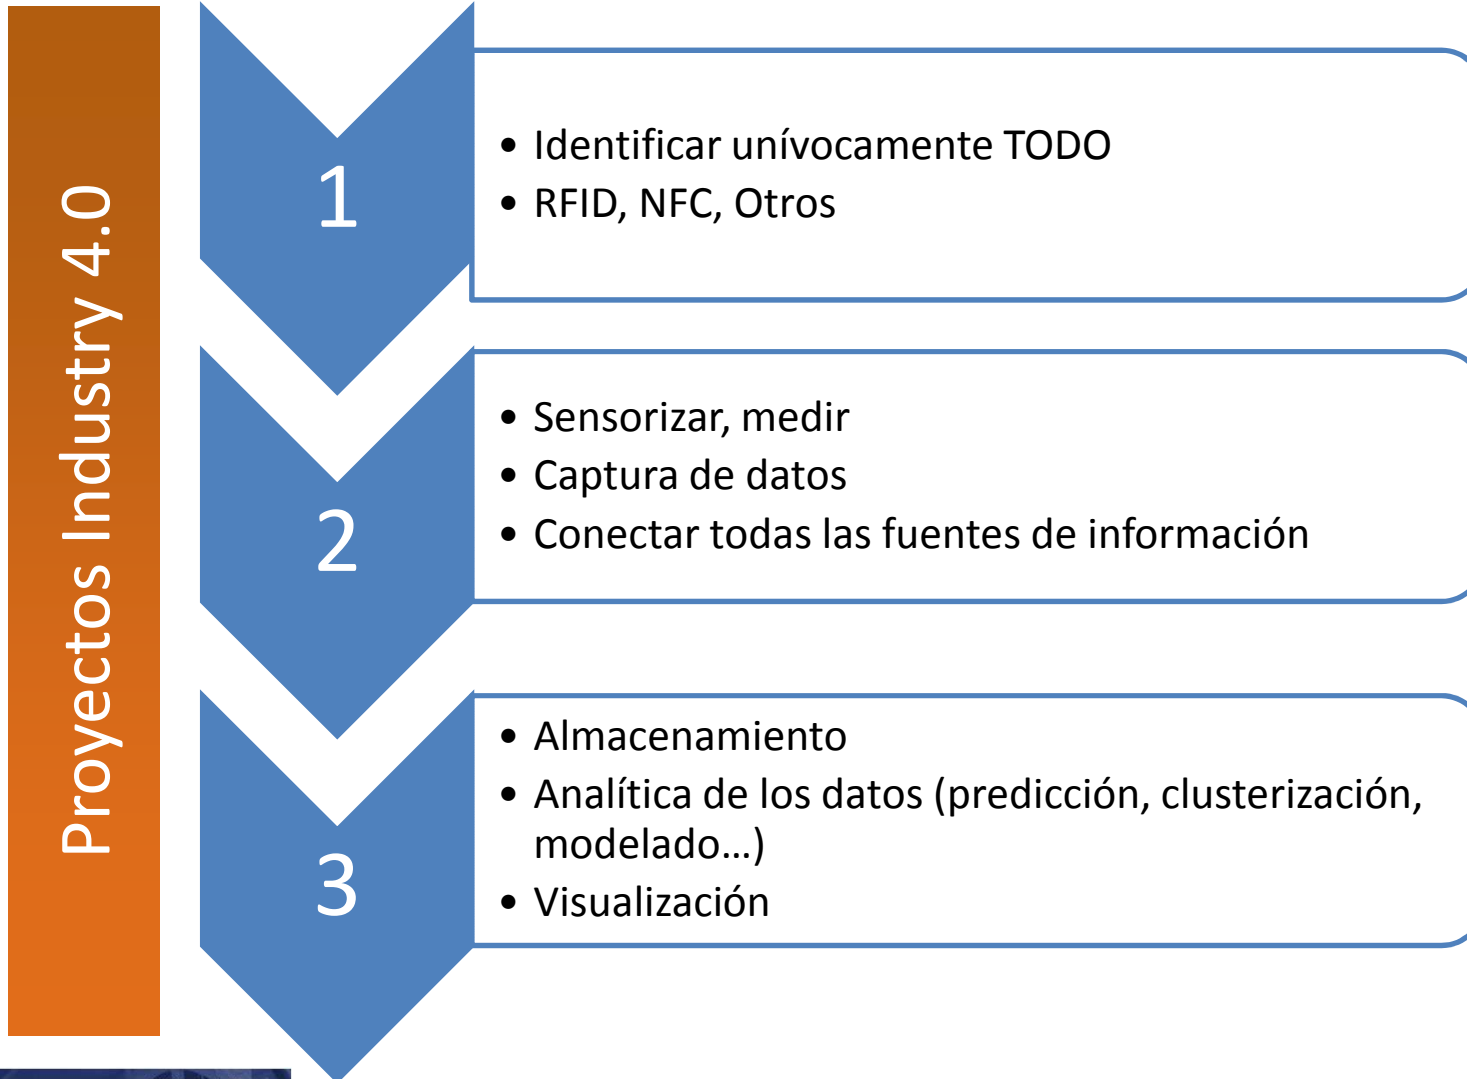 Proyectos Industry 4.0
1
• Identificar unívocamente TODO
• RFID, NFC, Otros
2
• Sensorizar, medir
• Captura de datos
• Conectar todas las fuentes de información
3
• Almacenamiento
• Analítica de los datos (predicción, clusterización,
modelado...)
• Visualización